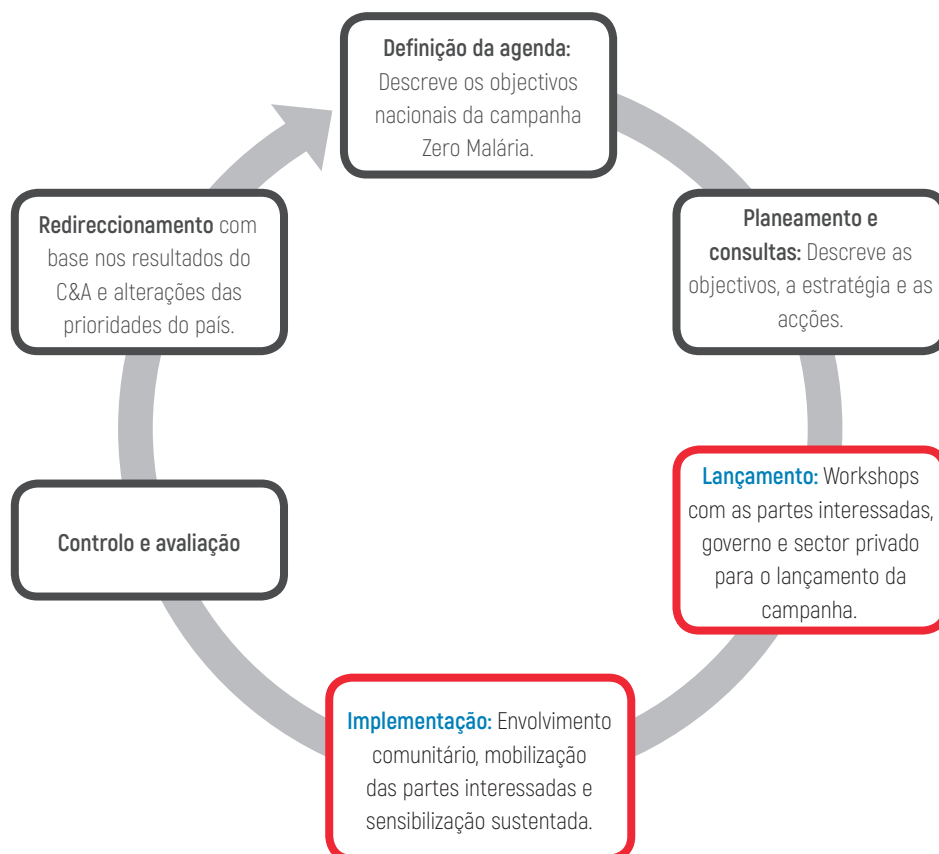 Definição da agenda:
Descreve os objectivos
nacionais da campanha
Zero Malária.
Planeamento e
consultas: Descreve as
objectivos, a estratégia e as
acções.
Lançamento: Workshops
com as partes interessadas,
governo e sector privado
para o lançamento da
campanha.
Implementação: Envolvimento
comunitário, mobilização
das partes interessadas e
sensibilização sustentada.
Controlo e avaliação
Redireccionamento com
base nos resultados do
C&A e alterações das
prioridades do país.